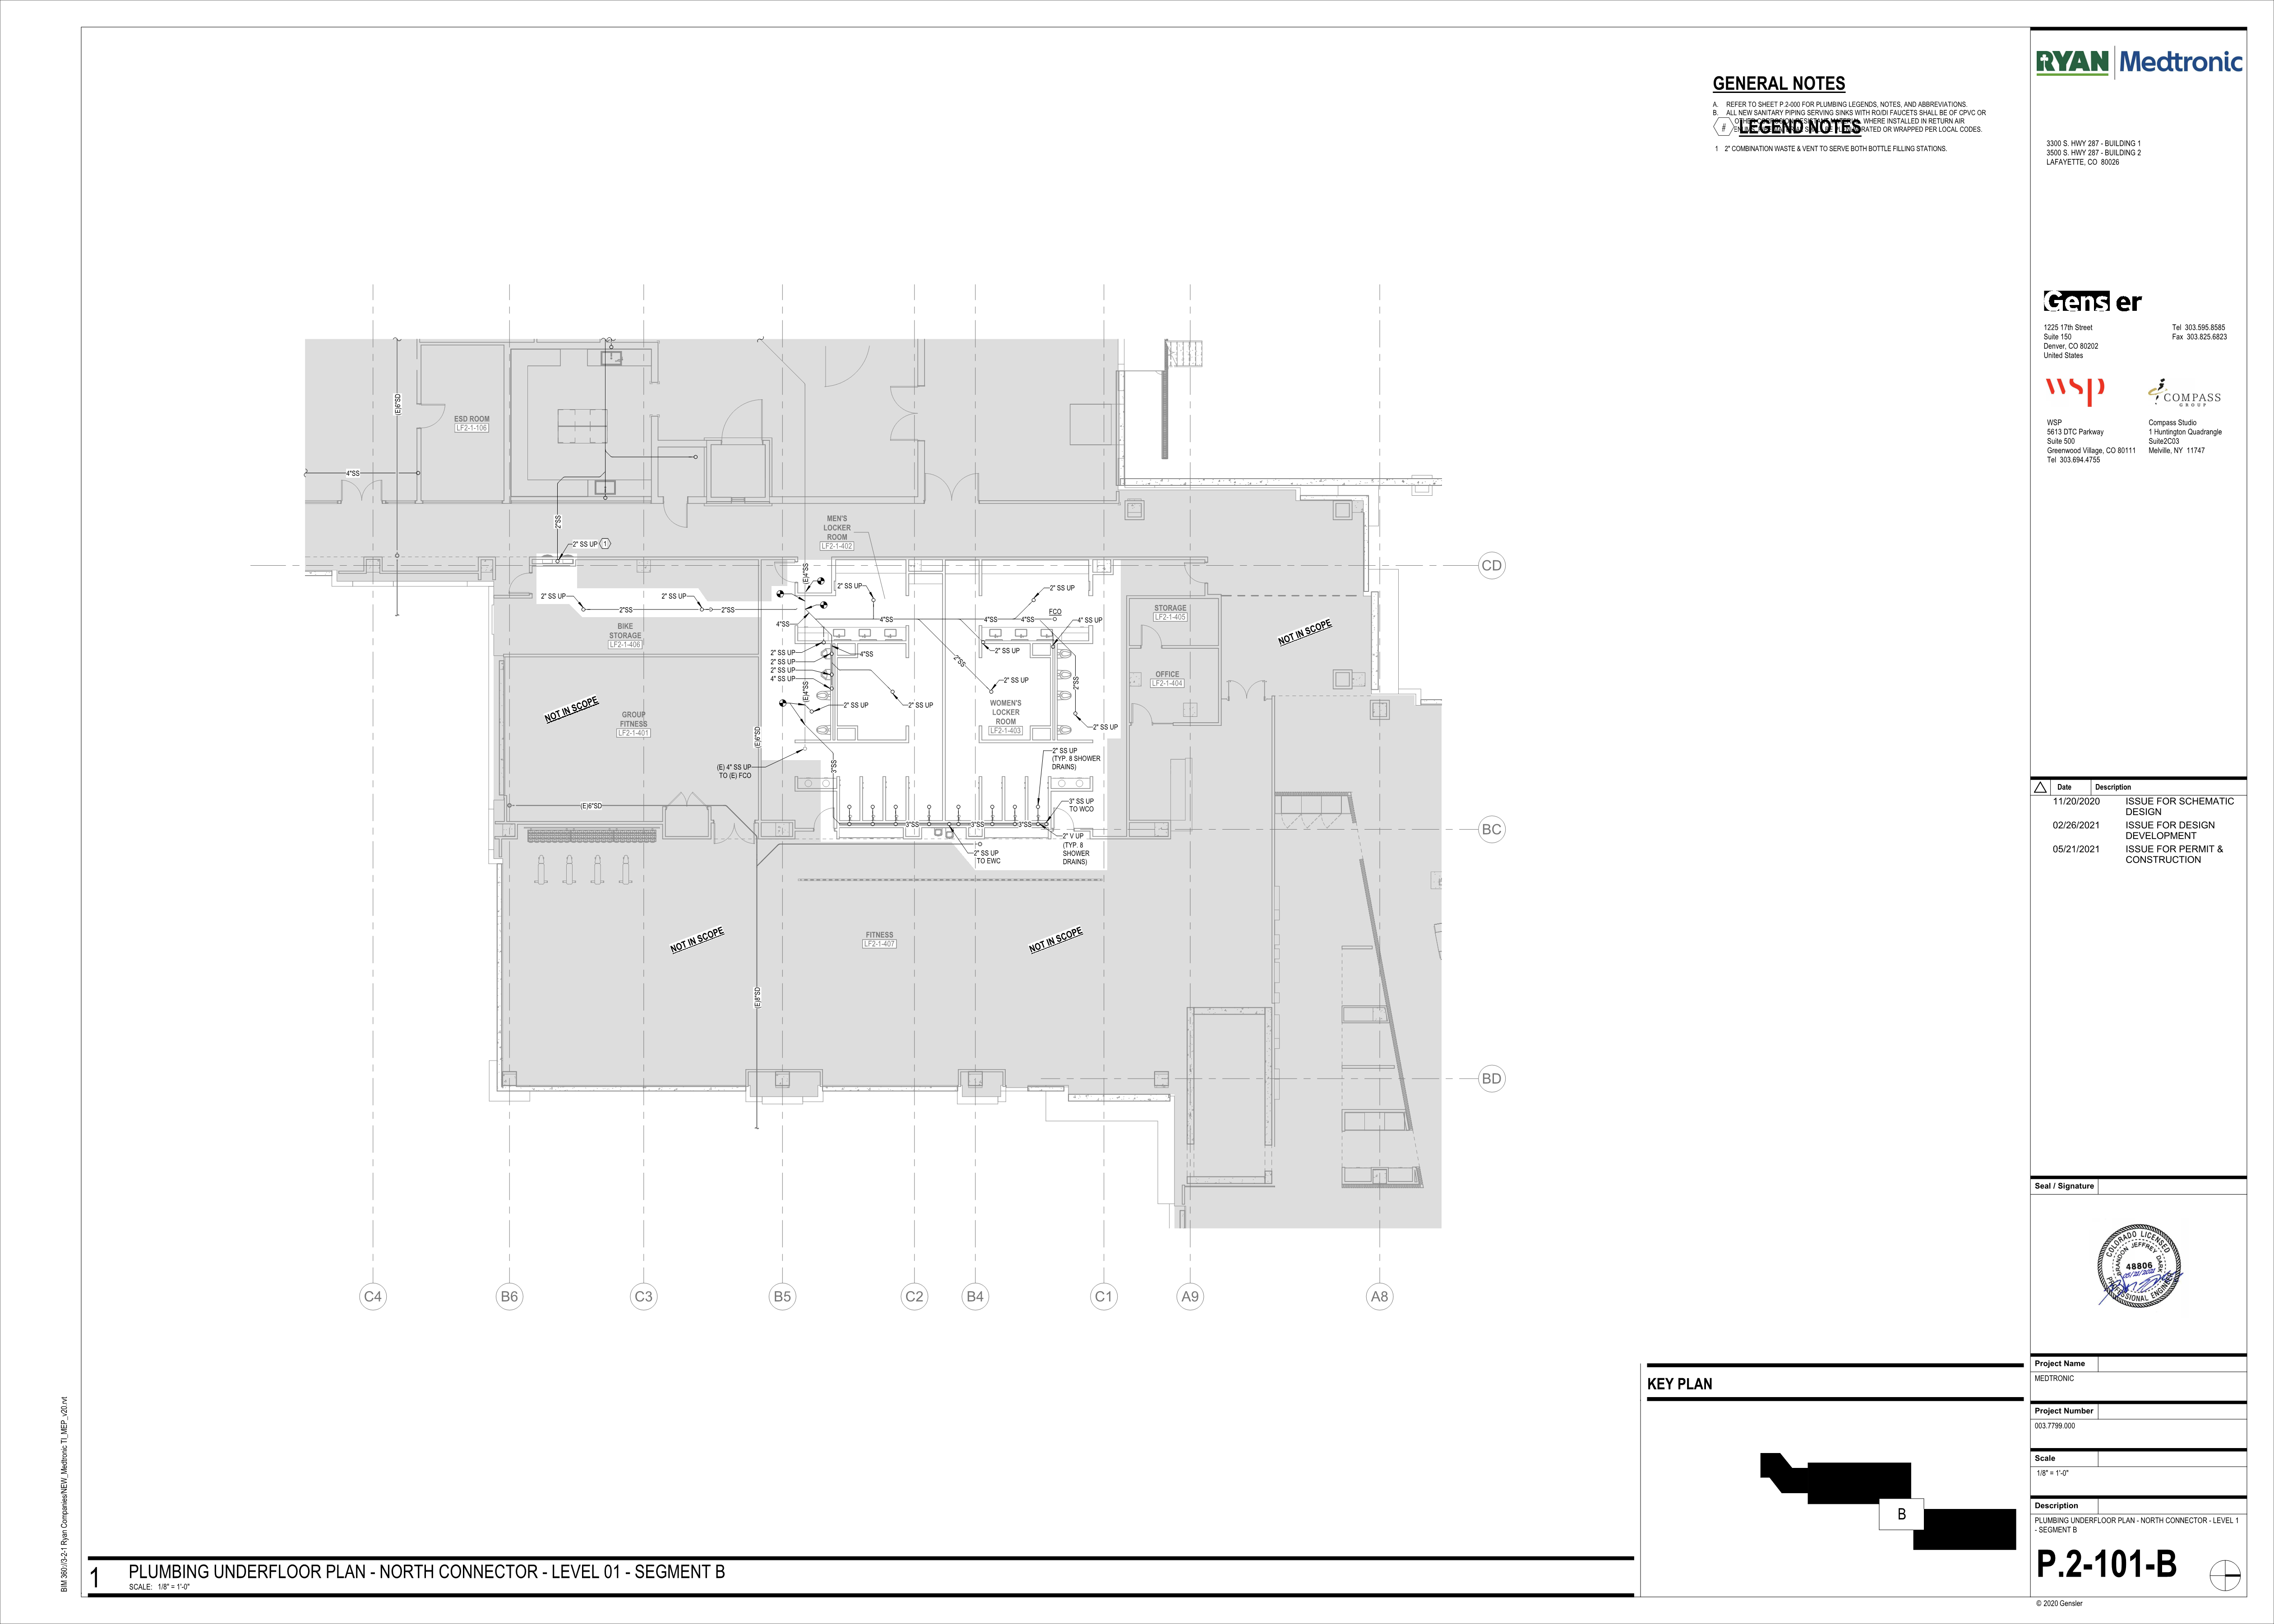 GENERAL NOTES
A. REFER TO SHEET P.2-000 FOR PLUMBING LEGENDS, NOTES, AND ABBREVIATIONS.
B. ALL NEW SANITARY PIPING SERVING SINKS WITH RO/DI FAUCETS SHALL BE OF CPVC OR
WHERE INSTALLED IN RETURN AIR
RATED OR WRAPPED PER LOCAL CODES.
# LEGEND NOTES
1 2" COMBINATION WASTE & VENT TO SERVE BOTH BOTTLE FILLING STATIONS.
RYAN Medtronic
3300 S. HWY 287 - BUILDING 1
3500 S. HWY 287 - BUILDING 2
LAFAYETTE, CO 80026
Gensler
1225 17th Street
Suite 150
Denver, CO 80202
United States
Tel 303.595.8585
Fax 303.825.6823
wsp
COMPASS
GROUP
WSP
5613 DTC Parkway
Suite 500
Greenwood Village, CO 80111
Tel 303.694.4755
Compass Studio
1 Huntington Quadrangle
Suite2C03
Melville, NY 11747
Date Description
11/20/2020 ISSUE FOR SCHEMATIC
DESIGN
02/26/2021 ISSUE FOR DESIGN
DEVELOPMENT
05/21/2021 ISSUE FOR PERMIT &
CONSTRUCTION
Seal / Signature
COLORADO LICENSED
BRANDON JEFFREY DARK
48806
05/21/2021
PROFESSIONAL ENGINEER
Project Name
MEDTRONIC
Project Number
003.7799.000
Scale
1/8" = 1'-0"
Description
PLUMBING UNDERFLOOR PLAN - NORTH CONNECTOR - LEVEL 1
- SEGMENT B
P.2-101-B
© 2020 Gensler
(E)6"SD
ESD ROOM
LF2-1-106
4"SS
2"SS
2" SS UP 1
MEN'S
LOCKER
ROOM
LF2-1-402
CD
(E)4"SS
2" SS UP
2" SS UP
2" SS UP
2" SS UP
2"SS
2"SS
4"SS
4"SS
4"SS
4"SS
FCO
4" SS UP
STORAGE
LF2-1-405
NOT IN SCOPE
BIKE
STORAGE
LF2-1-406
2" SS UP
2" SS UP
2" SS UP
4" SS UP
4"SS
2"SS
2" SS UP
2" SS UP
2"SS
OFFICE
LF2-1-404
(E)4"SS
2" SS UP
2" SS UP
WOMEN'S
LOCKER
ROOM
LF2-1-403
2" SS UP
NOT IN SCOPE
GROUP
FITNESS
LF2-1-401
(E)6"SD
(E) 4" SS UP
TO (E) FCO
3"SS
2" SS UP
(TYP. 8 SHOWER
DRAINS)
3" SS UP
TO WCO
(E)6"SD
3"SS
3"SS
3"SS
2" V UP
(TYP. 8
SHOWER
DRAINS)
2" SS UP
TO EWC
BC
NOT IN SCOPE
FITNESS
LF2-1-407
NOT IN SCOPE
(E)8"SD
BD
C4
B6
C3
B5
C2
B4
C1
A9
A8
KEY PLAN
B
1 PLUMBING UNDERFLOOR PLAN - NORTH CONNECTOR - LEVEL 01 - SEGMENT B
SCALE: 1/8" = 1'-0"
BIM 360://3-2-1 Ryan Companies/NEW_Medtronic TI_MEP_v20.rvt